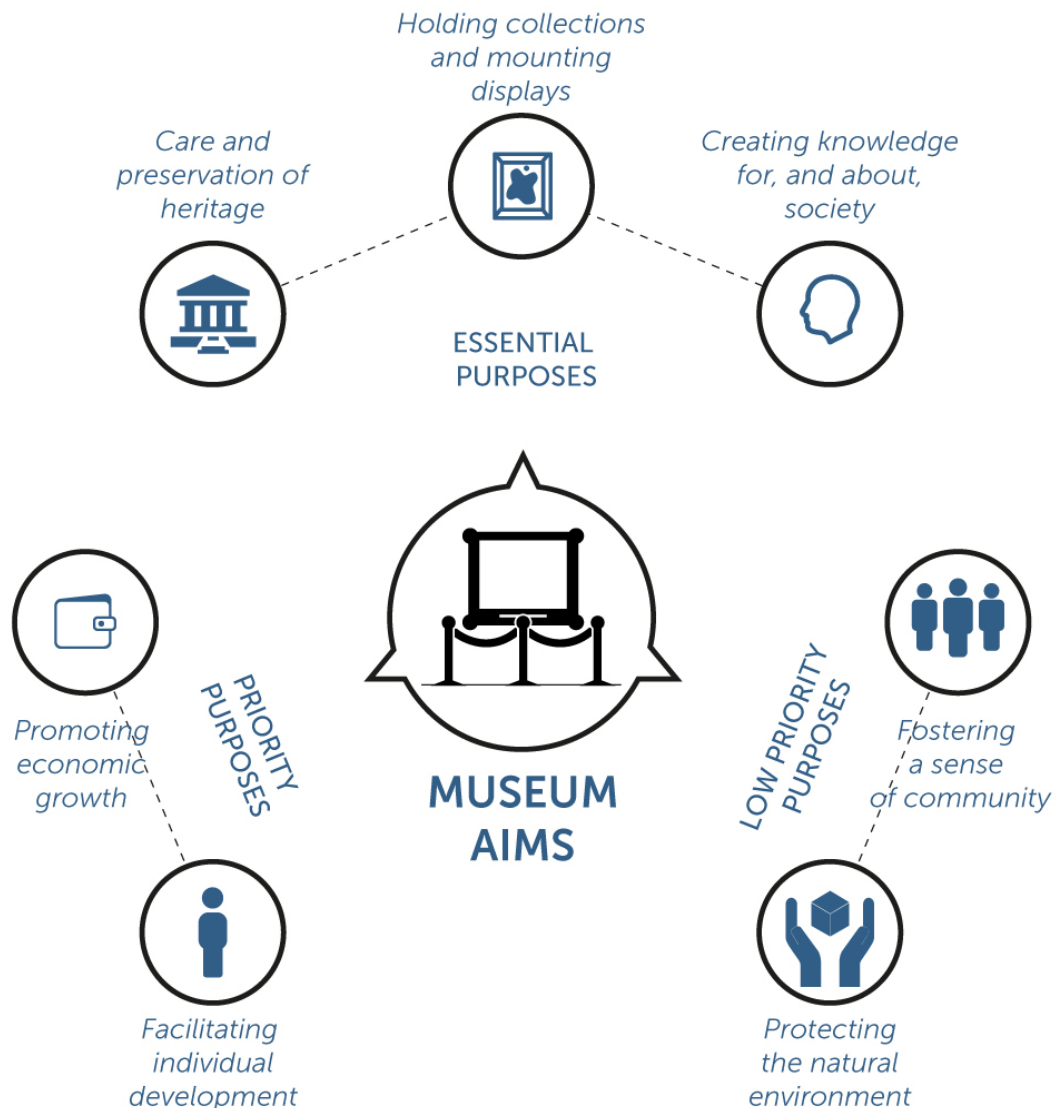 Holding collections
and mounting
displays
Care and
preservation of
heritage
Creating knowledge
for, and about,
society
ESSENTIAL
PURPOSES
Promoting
economic
growth
PRIORITY
PURPOSES
MUSEUM
AIMS
LOW PRIORITY
PURPOSES
Fostering
a sense
of community
Facilitating
individual
development
Protecting
the natural
environment